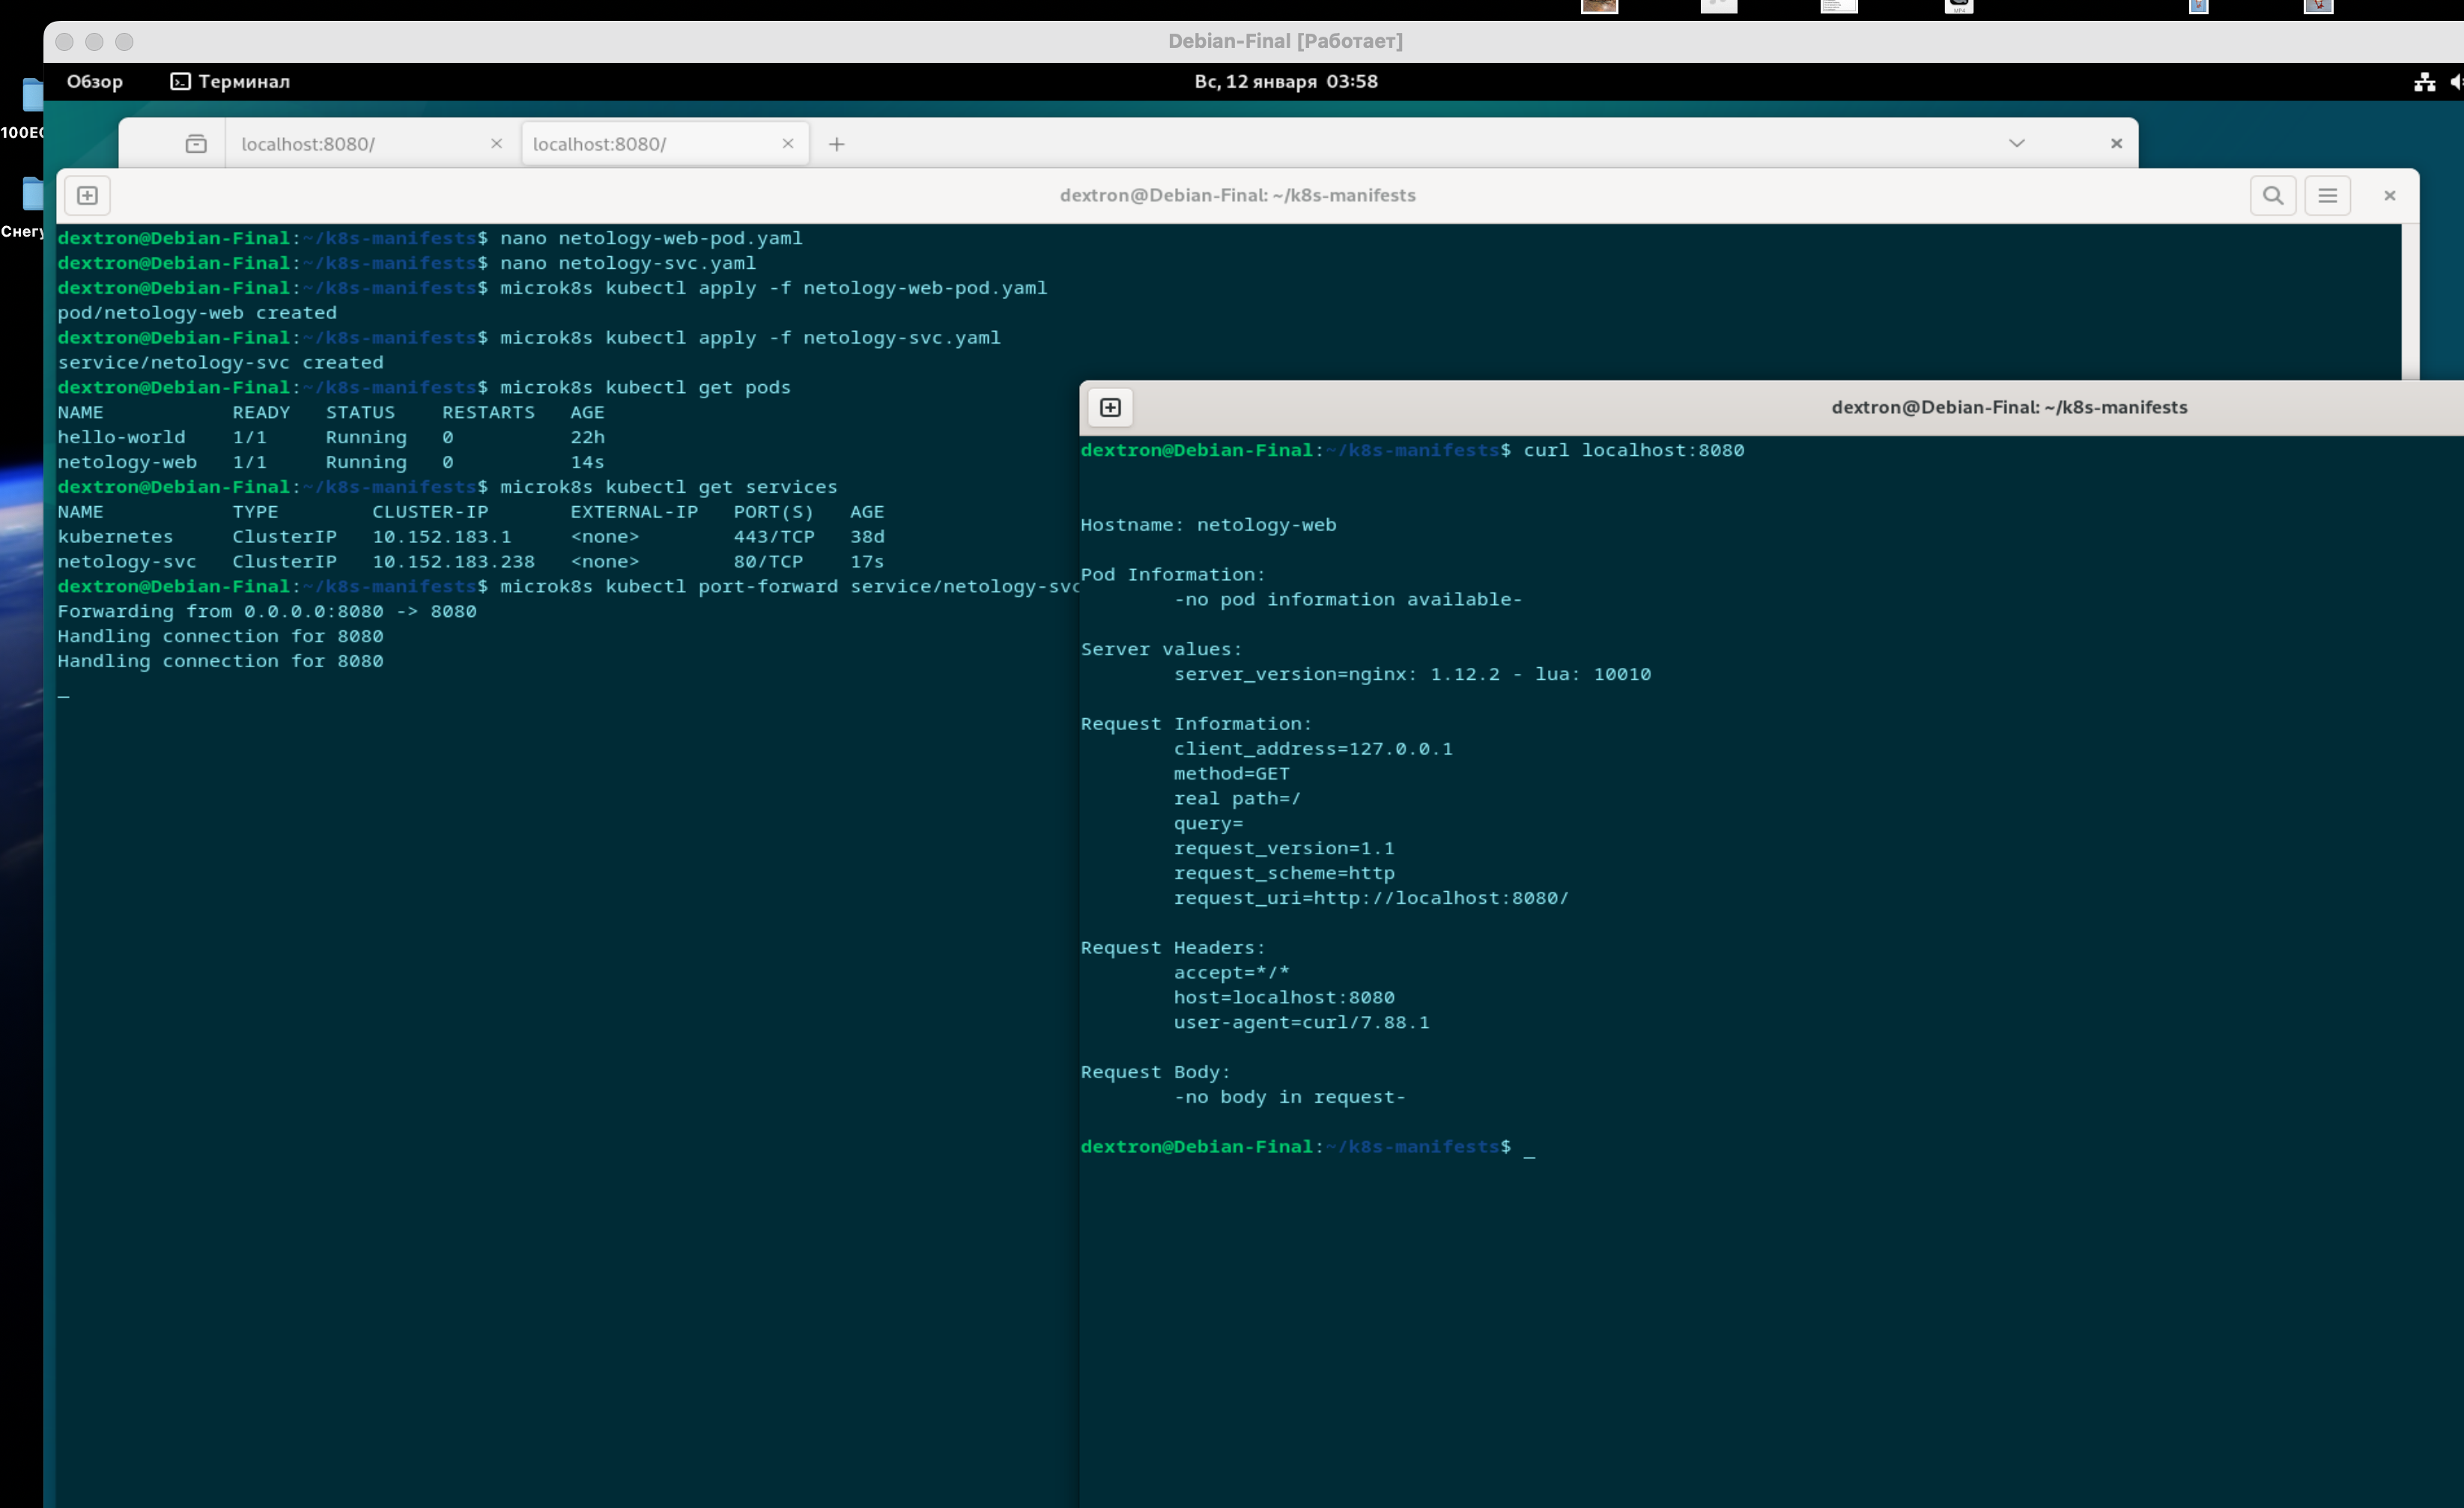 Debian-Final [Работает]
Обзор Терминал Вс, 12 января 03:58
100EO
Снегу
localhost:8080/ localhost:8080/
dextron@Debian-Final: ~/k8s-manifests
dextron@Debian-Final:~/k8s-manifests$ nano netology-web-pod.yaml
dextron@Debian-Final:~/k8s-manifests$ nano netology-svc.yaml
dextron@Debian-Final:~/k8s-manifests$ microk8s kubectl apply -f netology-web-pod.yaml
pod/netology-web created
dextron@Debian-Final:~/k8s-manifests$ microk8s kubectl apply -f netology-svc.yaml
service/netology-svc created
dextron@Debian-Final:~/k8s-manifests$ microk8s kubectl get pods
NAME READY STATUS RESTARTS AGE
hello-world 1/1 Running 0 22h
netology-web 1/1 Running 0 14s
dextron@Debian-Final:~/k8s-manifests$ microk8s kubectl get services
NAME TYPE CLUSTER-IP EXTERNAL-IP PORT(S) AGE
kubernetes ClusterIP 10.152.183.1 <none> 443/TCP 38d
netology-svc ClusterIP 10.152.183.238 <none> 80/TCP 17s
dextron@Debian-Final:~/k8s-manifests$ microk8s kubectl port-forward service/netology-svc
Forwarding from 0.0.0.0:8080 -> 8080
Handling connection for 8080
Handling connection for 8080
_
dextron@Debian-Final: ~/k8s-manifests
dextron@Debian-Final:~/k8s-manifests$ curl localhost:8080
Hostname: netology-web
Pod Information:
-no pod information available-
Server values:
server_version=nginx: 1.12.2 - lua: 10010
Request Information:
client_address=127.0.0.1
method=GET
real path=/
query=
request_version=1.1
request_scheme=http
request_uri=http://localhost:8080/
Request Headers:
accept=*/*
host=localhost:8080
user-agent=curl/7.88.1
Request Body:
-no body in request-
dextron@Debian-Final:~/k8s-manifests$ _